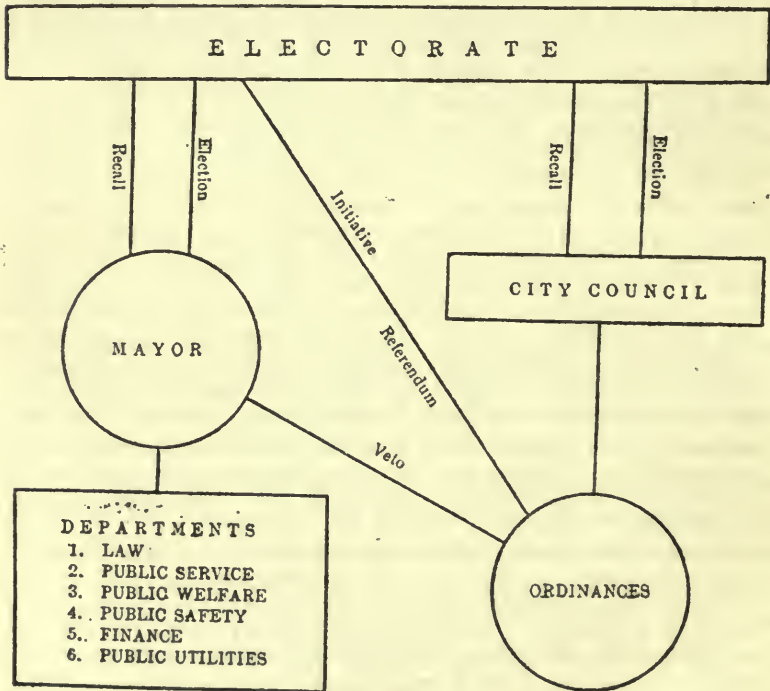 ELECTORATE
Recall
Election
Recall
Election
Initiative
Referendum
CITY COUNCIL
MAYOR
Veto
DEPARTMENTS
1. LAW
2. PUBLIC SERVICE
3. PUBLIC WELFARE
4. PUBLIC SAFETY
5. FINANCE
6. PUBLIC UTILITIES
ORDINANCES